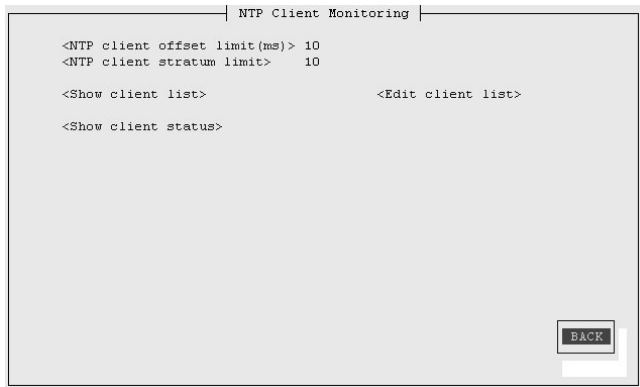 NTP Client Monitoring
<NTP client offset limit(ms)> 10
<NTP client stratum limit> 10
<Show client list> <Edit client list>
<Show client status>
BACK